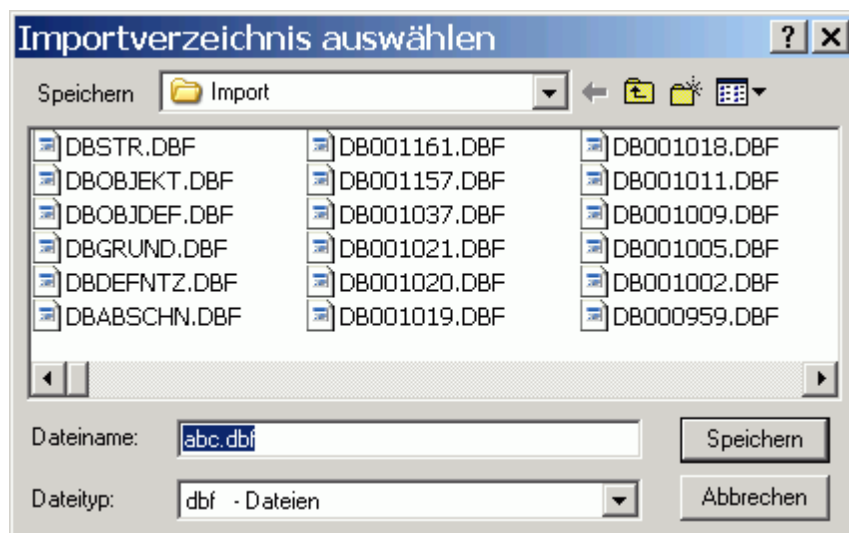 Importverzeichnis auswählen
Speichern Import
DBSTR.DBF DB001161.DBF DB001018.DBF
DBOBJEKT.DBF DB001157.DBF DB001011.DBF
DBOBJDEF.DBF DB001037.DBF DB001009.DBF
DBGRUND.DBF DB001021.DBF DB001005.DBF
DBDEFNTZ.DBF DB001020.DBF DB001002.DBF
DBABSCHN.DBF DB001019.DBF DB000959.DBF
Dateiname: abc.dbf Speichern
Dateityp: dbf - Dateien Abbrechen